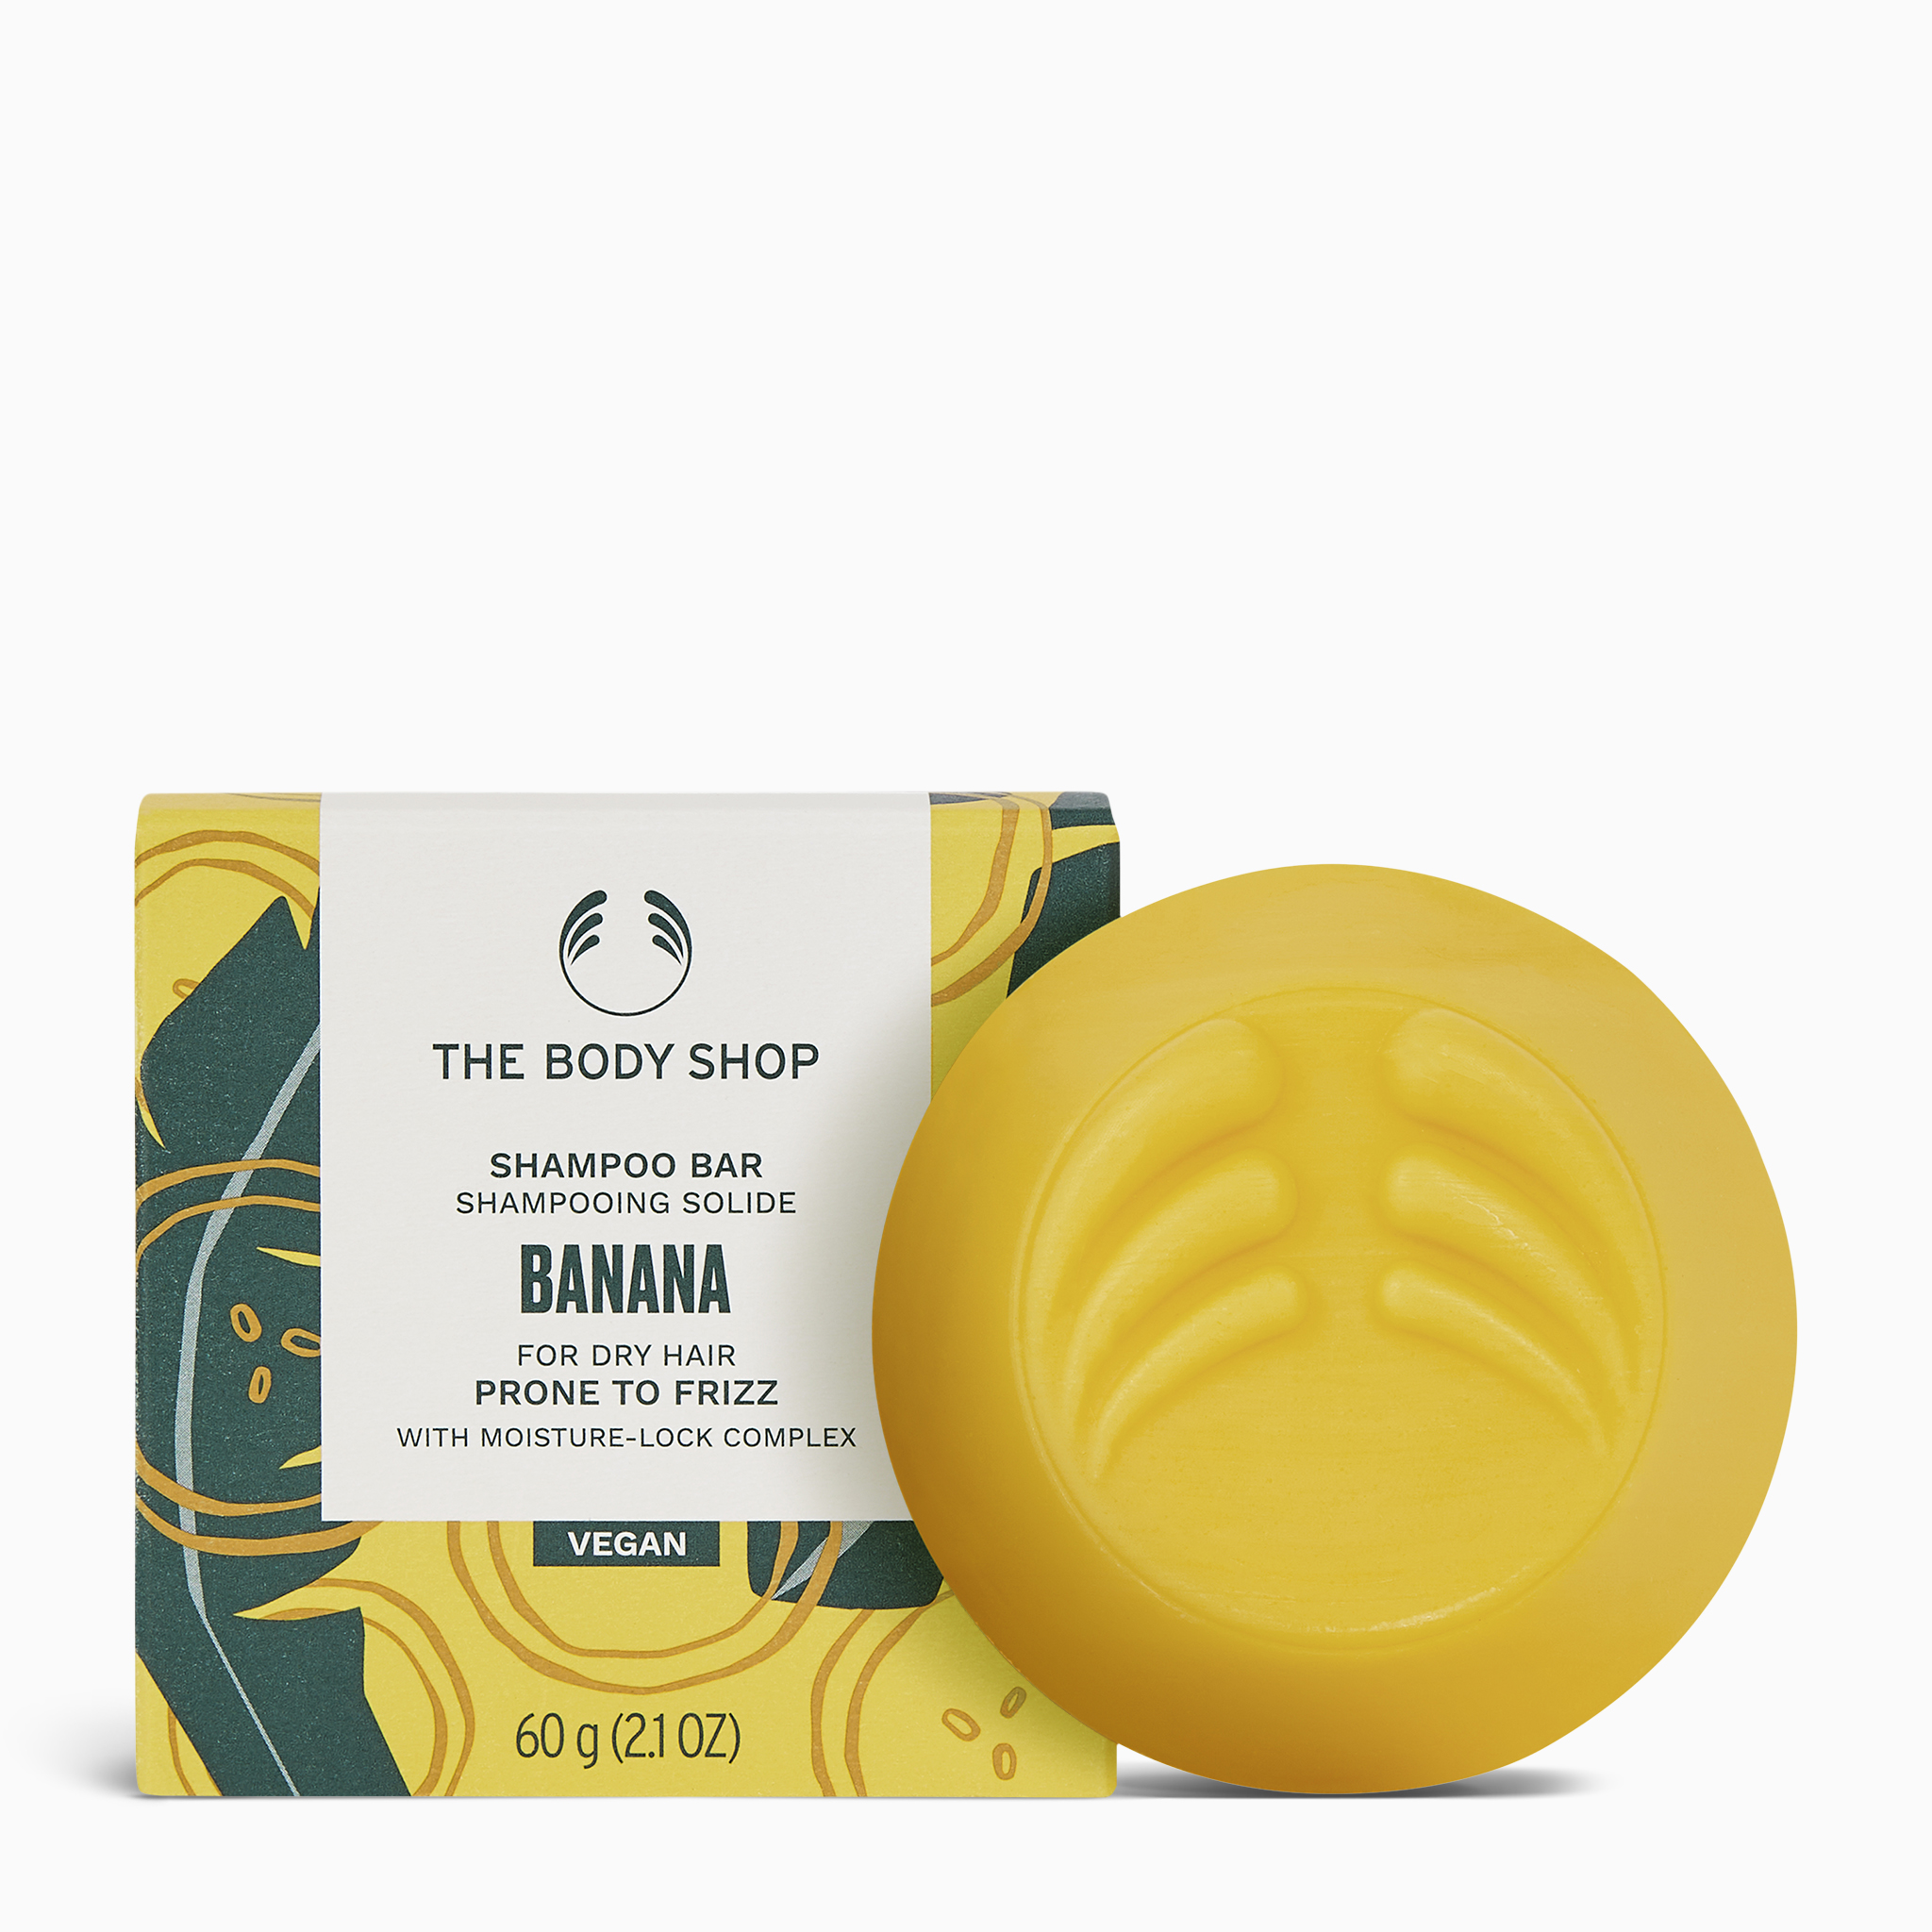 THE BODY SHOP
SHAMPOO BAR
SHAMPOOING SOLIDE
BANANA
FOR DRY HAIR
PRONE TO FRIZZ
WITH MOISTURE-LOCK COMPLEX
VEGAN
60 g (2.1 OZ)